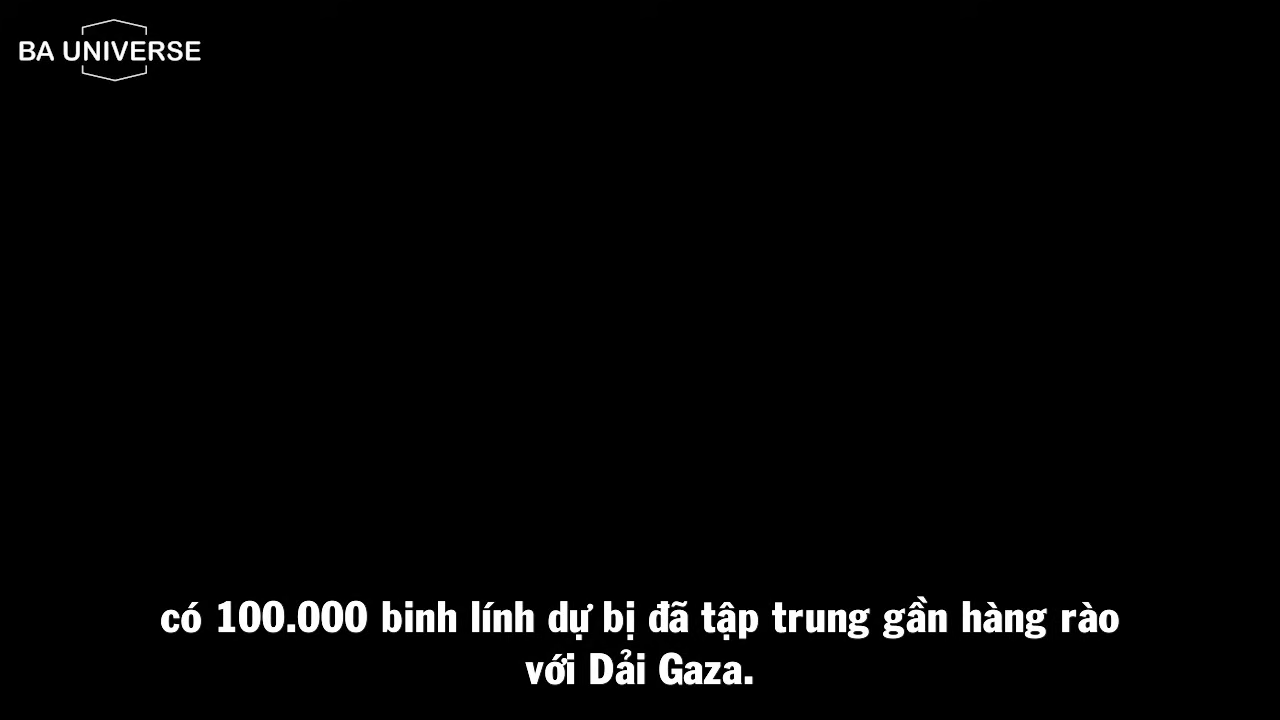 BA UNIVERSE
có 100.000 binh lính dự bị đã tập trung gần hàng rào
với Dải Gaza.